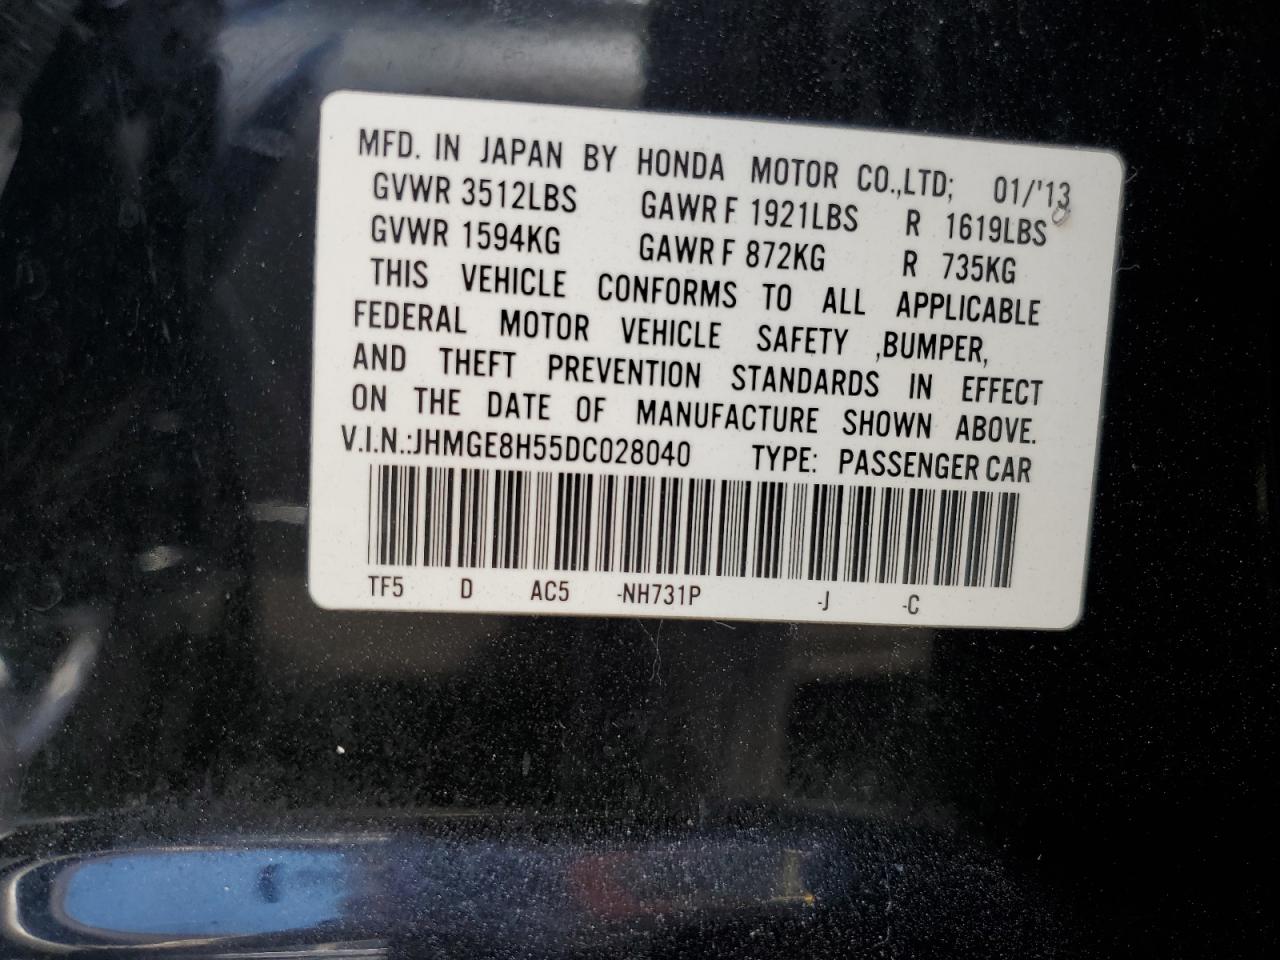 MFD. IN JAPAN BY HONDA MOTOR CO.,LTD; 01/'13
GVWR 3512LBS GAWR F 1921LBS R 1619LBS
GVWR 1594KG GAWR F 872KG R 735KG
THIS VEHICLE CONFORMS TO ALL APPLICABLE
FEDERAL MOTOR VEHICLE SAFETY ,BUMPER,
AND THEFT PREVENTION STANDARDS IN EFFECT
ON THE DATE OF MANUFACTURE SHOWN ABOVE.
V.I.N.:JHMGE8H55DC028040 TYPE: PASSENGER CAR
TF5 D AC5 -NH731P -J -C